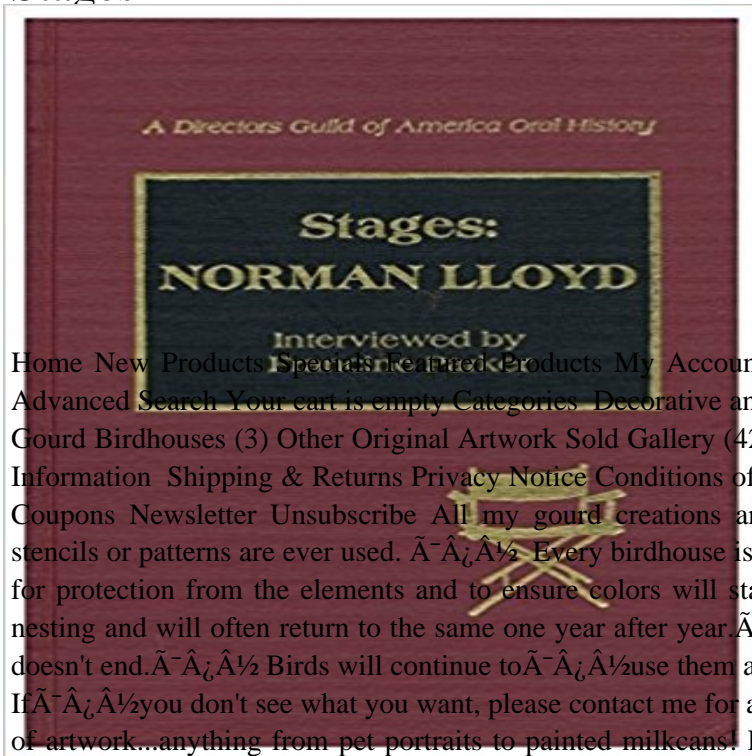 A Directors Guild of America Oral History
Stages:
NORMAN LLOYD
Interviewed by
Home New Products Specials Featured Products My Accoun
Advanced Search Your cart is empty Categories Decorative an
Gourd Birdhouses (3) Other Original Artwork Sold Gallery (42
Information Shipping & Returns Privacy Notice Conditions of
Coupons Newsletter Unsubscribe All my gourd creations ar
stencils or patterns are ever used. Ã¯Â¿Â½ Every birdhouse is
for protection from the elements and to ensure colors will sta
nesting and will often return to the same one year after year.Ã
doesn't end.Ã¯Â¿Â½ Birds will continue toÃ¯Â¿Â½use them a
IfÃ¯Â¿Â½you don't see what you want, please contact me for a
of artwork...anything from pet portraits to painted milkcans!